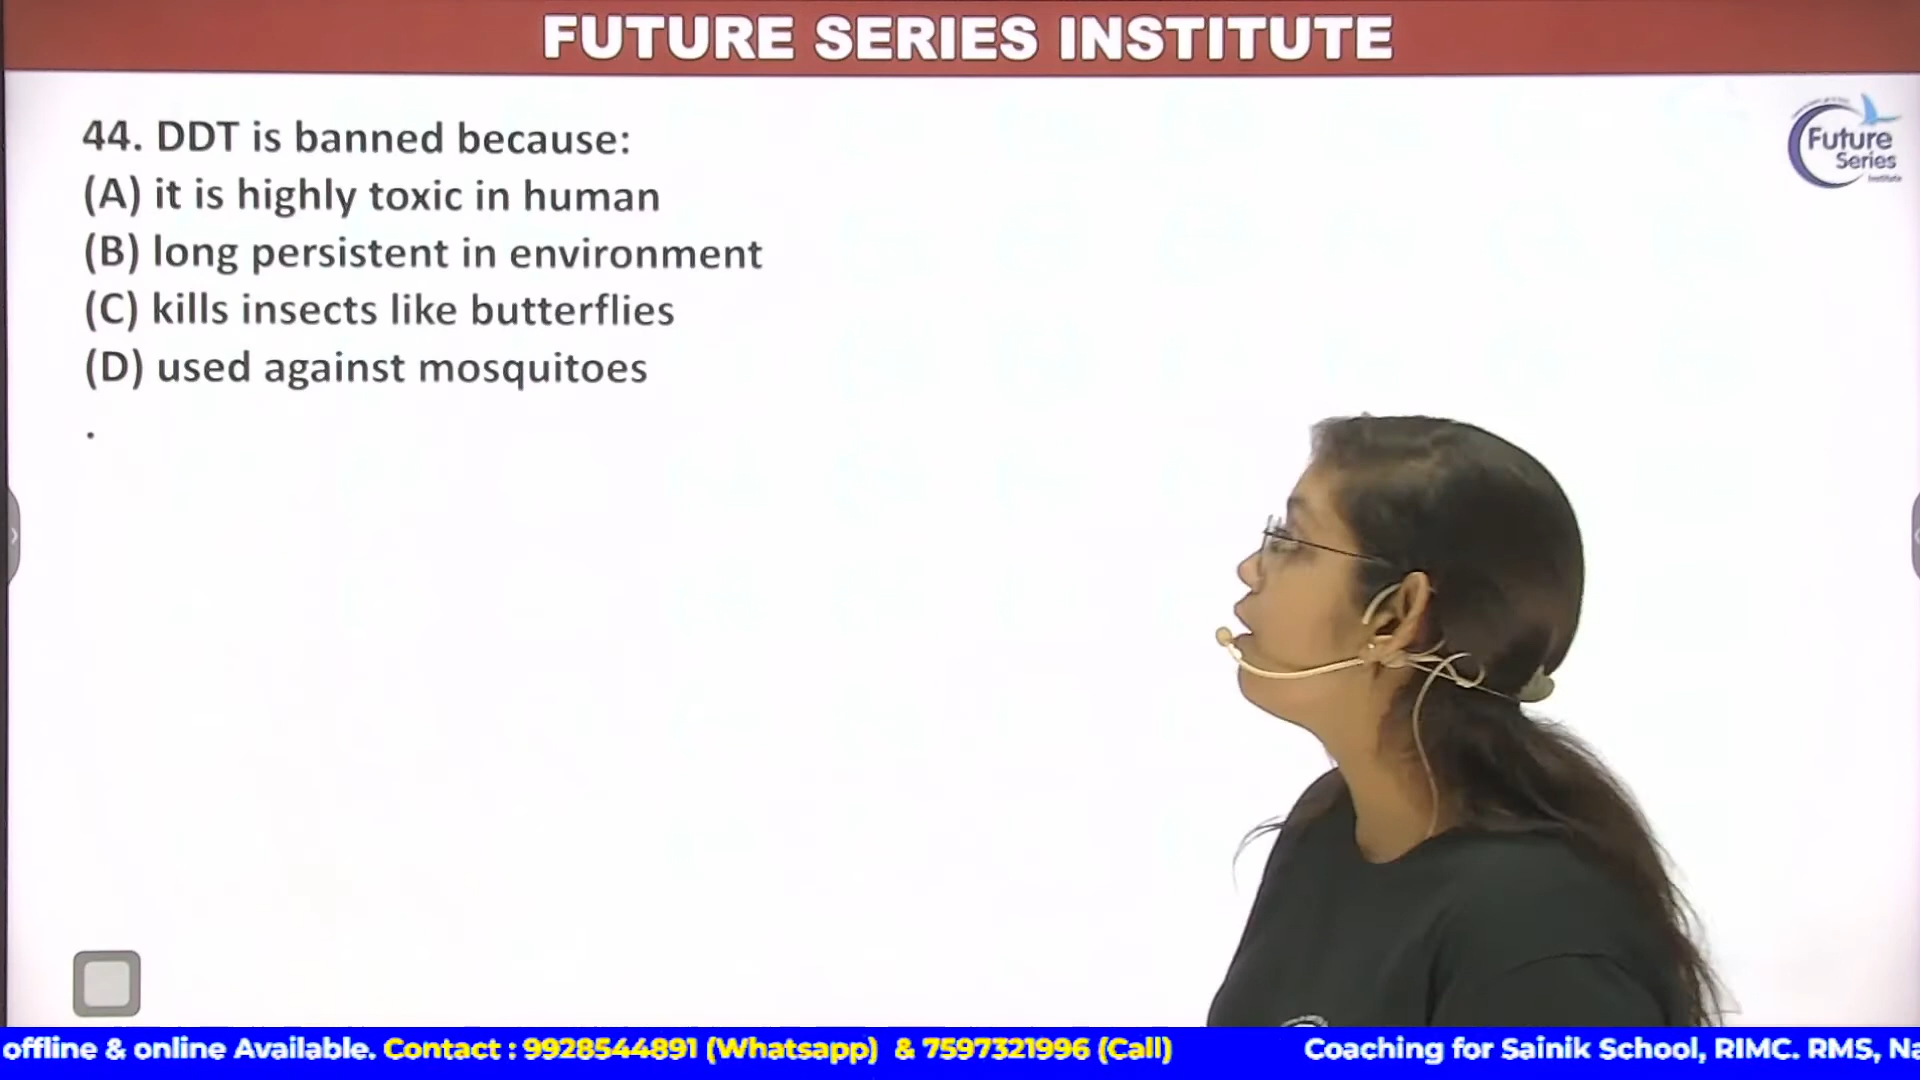 FUTURE SERIES INSTITUTE
Future
Series
Institute
44. DDT is banned because:
(A) it is highly toxic in human
(B) long persistent in environment
(C) kills insects like butterflies
(D) used against mosquitoes
.
offline & online Available. Contact : 9928544891 (Whatsapp) & 7597321996 (Call) Coaching for Sainik School, RIMC. RMS, Na